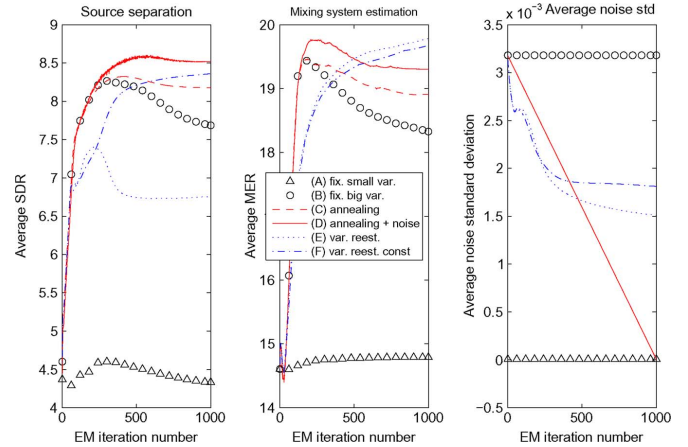 Source separation
9
8.5
8
7.5
7
6.5
6
5.5
5
4.5
4
0
500
1000
Average SDR
EM iteration number
Mixing system estimation
20
19
18
16
15
14
0
500
1000
Average MER
EM iteration number
(A) fix. small var.
(B) fix. big var.
(C) annealing
(D) annealing + noise
(E) var. reest.
(F) var. reest. const
x 10⁻³ Average noise std
3.5
3
2.5
2
1.5
1
0.5
0
−0.5
0
500
1000
Average noise standard deviation
EM iteration number